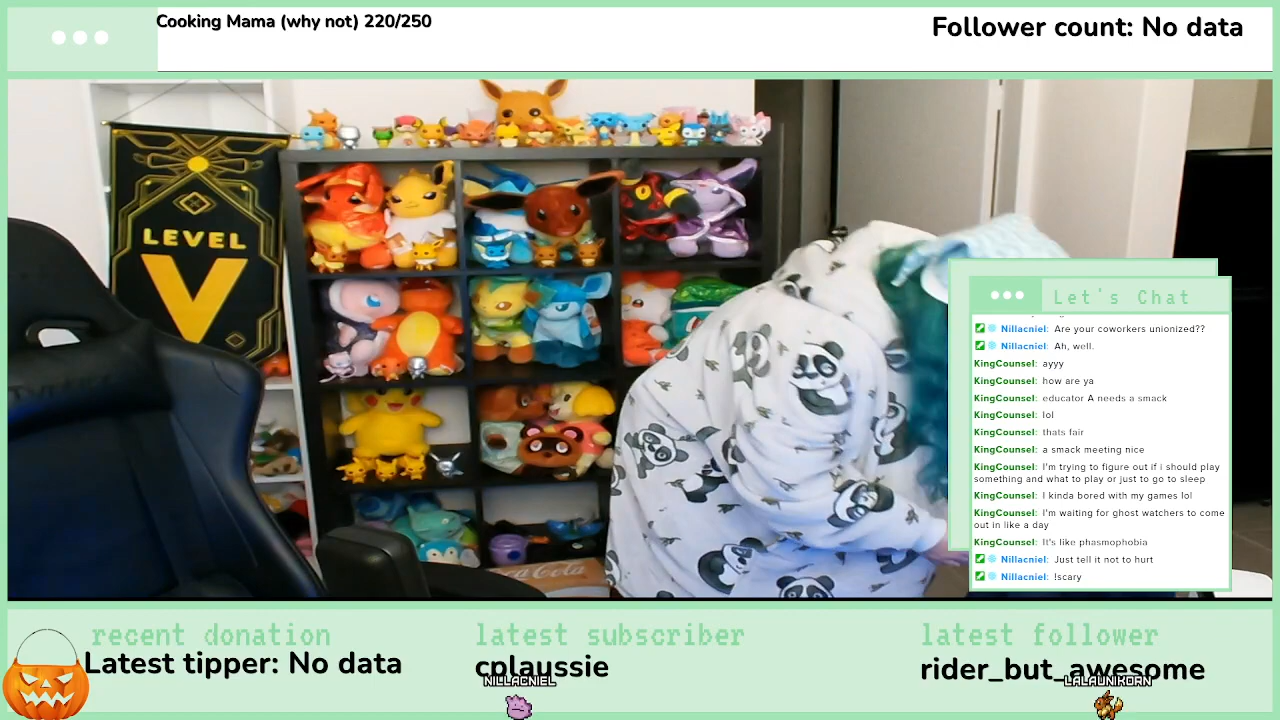 Cooking Mama (why not) 220/250
Follower count: No data
LEVEL
V
Let's Chat
Nillacniel: Are your coworkers unionized??
Nillacniel: Ah, well.
KingCounsel: ayyy
KingCounsel: how are ya
KingCounsel: educator A needs a smack
KingCounsel: lol
KingCounsel: thats fair
KingCounsel: a smack meeting nice
KingCounsel: I'm trying to figure out if i should play
something and what to play or just to go to sleep
KingCounsel: I kinda bored with my games lol
KingCounsel: I'm waiting for ghost watchers to come
out in like a day
KingCounsel: It's like phasmophobia
Nillacniel: Just tell it not to hurt
Nillacniel: !scary
Coca-Cola
recent donation
Latest tipper: No data
latest subscriber
cplaussie
NILLACNIEL
latest follower
rider_but_awesome
LALAUNIKORN